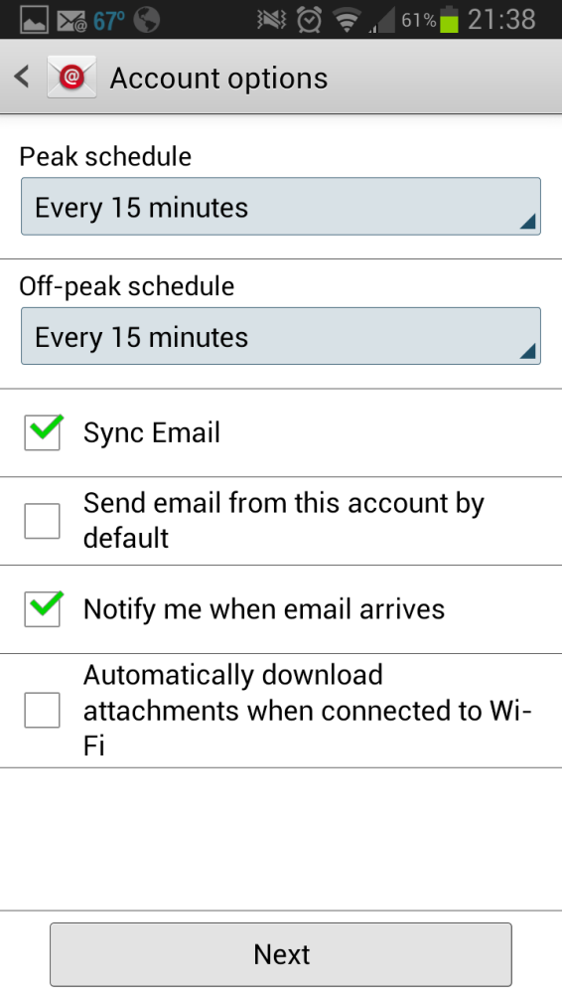 67° 61% 21:38
@ Account options
Peak schedule
Every 15 minutes
Off-peak schedule
Every 15 minutes
Sync Email
Send email from this account by
default
Notify me when email arrives
Automatically download
attachments when connected to Wi-
Fi
Next